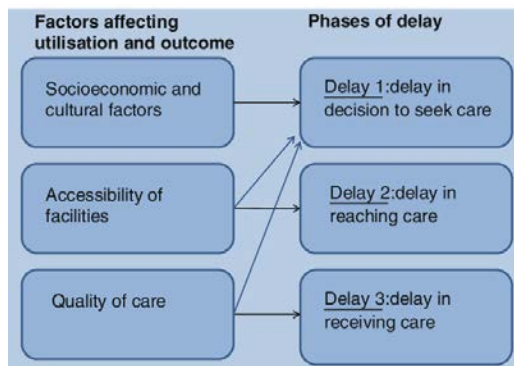 Factors affecting
utilisation and outcome
Phases of delay
Socioeconomic and
cultural factors
Delay 1:delay in
decision to seek care
Accessibility of
facilities
Delay 2:delay in
reaching care
Quality of care
Delay 3:delay in
receiving care